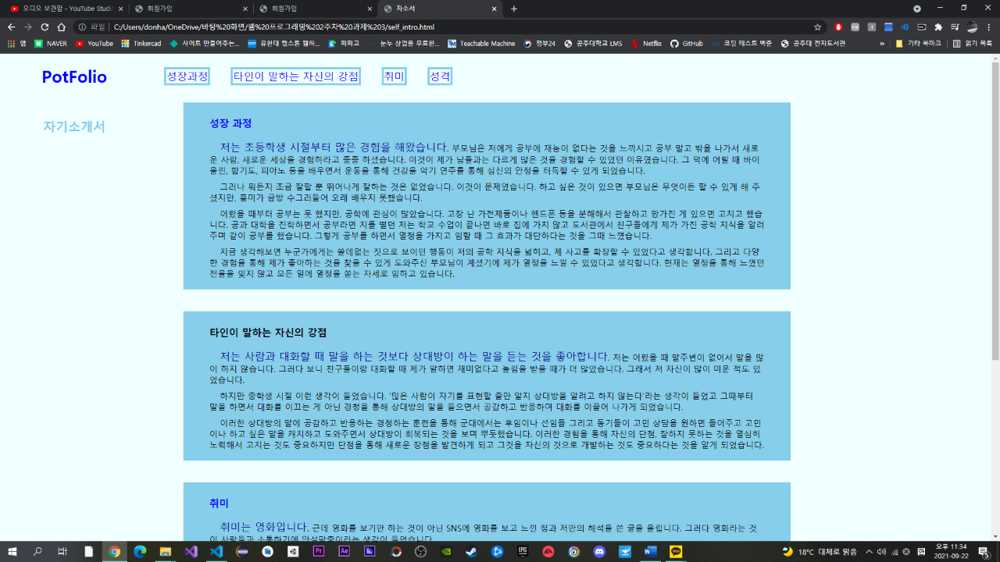 오디오 보관함 - YouTube Studio
회원가입
회원가입
자소서
파일 | C:/Users/donha/OneDrive/바탕%20화면/웹%20프로그래밍%202주차%20과제%203/self_intro.html
앱 NAVER YouTube Tinkercad 사이트 만들어주는... 유한대 캡스톤 웹하... 파파고 눈누 상업용 무료한... Teachable Machine 정부24 공주대학교 LMS Netflix GitHub 코딩 테스트 백준 공주대 전자도서관 » 기타 북마크 읽기 목록
PotFolio 성장과정 타인이 말하는 자신의 강점 취미 성격
자기소개서
성장 과정
저는 초등학생 시절부터 많은 경험을 해왔습니다. 부모님은 저에게 공부에 재능이 없다는 것을 느끼시고 공부 말고 밖을 나가서 새로
운 사람, 새로운 세상을 경험하라고 종종 하셨습니다. 이것이 제가 남들과는 다르게 많은 것을 경험할 수 있었던 이유였습니다. 그 덕에 어릴 때 바이
올린, 합기도, 피아노 등을 배우면서 운동을 통해 건강을 악기 연주를 통해 심신의 안정을 터득할 수 있게 되었습니다.
그러나 뭐든지 조금 잘할 뿐 뛰어나게 잘하는 것은 없었습니다. 이것이 문제였습니다. 하고 싶은 것이 있으면 부모님은 무엇이든 할 수 있게 해 주
셨지만, 흥미가 금방 수그러들어 오래 배우지 못했습니다.
어렸을 때부터 공부는 못 했지만, 공학에 관심이 많았습니다. 고장 난 가전제품이나 핸드폰 등을 분해해서 관찰하고 망가진 게 있으면 고치고 했습
니다. 공과 대학을 진학하면서 공부라면 치를 떨던 저는 학교 수업이 끝나면 바로 집에 가지 않고 도서관에서 친구들에게 제가 가진 공학 지식을 알려
주며 같이 공부를 했습니다. 그렇게 공부를 하면서 열정을 가지고 임할 때 그 효과가 대단하다는 것을 그때 느꼈습니다.
지금 생각해보면 누군가에게는 쓸데없는 짓으로 보이던 행동이 저의 공학 지식을 넓히고, 제 사고를 확장할 수 있었다고 생각합니다. 그리고 다양
한 경험을 통해 제가 좋아하는 것을 찾을 수 있게 도와주신 부모님이 계셨기에 제가 열정을 느낄 수 있었다고 생각합니다. 현재는 열정을 통해 느꼈던
전율을 잊지 않고 모든 일에 열정을 쏟는 자세로 임하고 있습니다.
타인이 말하는 자신의 강점
저는 사람과 대화할 때 말을 하는 것보다 상대방이 하는 말을 듣는 것을 좋아합니다. 저는 어렸을 때 말주변이 없어서 말을 많
이 하지 않습니다. 그러다 보니 친구들이랑 대화할 때 제가 말하면 재미없다고 놀림을 받을 때가 더 많았습니다. 그래서 저 자신이 많이 미운 적도 있
었습니다.
하지만 중학생 시절 이런 생각이 들었습니다. '많은 사람이 자기를 표현할 줄만 알지 상대방을 알려고 하지 않는다'라는 생각이 들었고 그때부터
말을 하면서 대화를 이끄는 게 아닌 경청을 통해 상대방의 말을 들으면서 공감하고 반응하며 대화를 이끌어 나가게 되었습니다.
이러한 상대방의 말에 공감하고 반응하는 경청하는 훈련을 통해 군대에서는 후임이나 선임들 그리고 동기들이 고민 상담을 원하면 들어주고 고민
이나 하고 싶은 말을 캐치하고 도와주면서 상대방이 회복되는 것을 보며 뿌듯했습니다. 이러한 경험을 통해 자신의 단점, 잘하지 못하는 것을 열심히
노력해서 고치는 것도 중요하지만 단점을 통해 새로운 장점을 발견하게 되고 그것을 자신의 것으로 개발하는 것도 중요하다는 것을 알게 되었습니다.
취미
취미는 영화입니다. 근데 영화를 보기만 하는 것이 아닌 SNS에 영화를 보고 느낀 점과 저만의 해석을 쓴 글을 올립니다. 그러다 영화라는 것
이 사람들과 소통하기에 안성맞춤이라는 생각이 들었습니다.
18°C 대체로 맑음
오후 11:34
2021-09-22